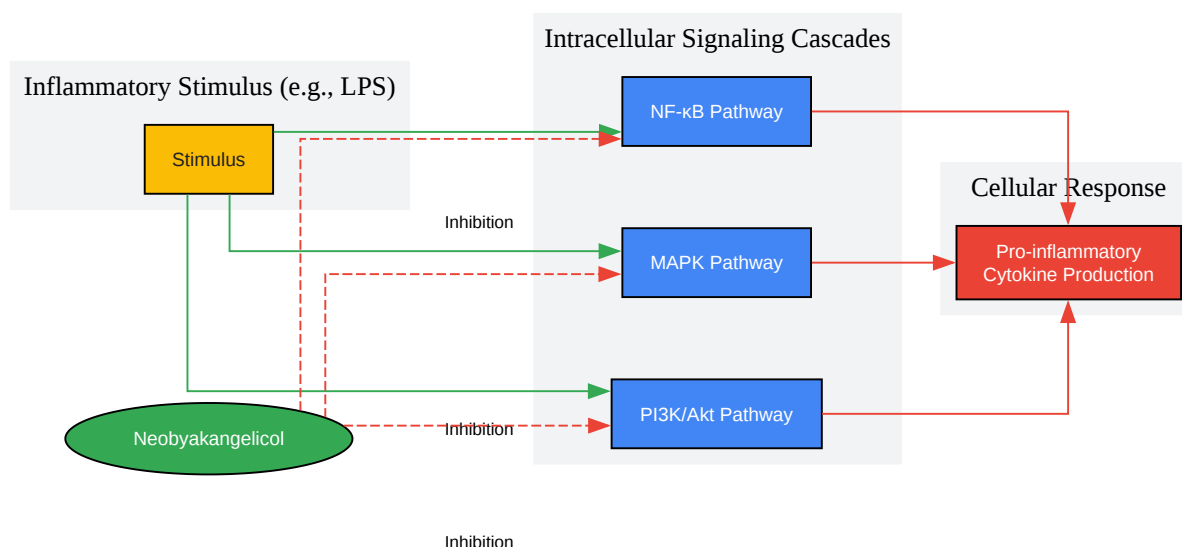 Intracellular Signaling Cascades
Inflammatory Stimulus (e.g., LPS)
NF-κB Pathway
Stimulus
Cellular Response
Inhibition
MAPK Pathway
Pro-inflammatory
Cytokine Production
PI3K/Akt Pathway
Inhibition
Neobyakangelicol
Inhibition